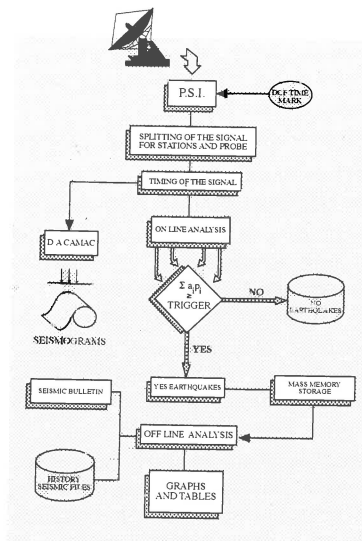 P.S.I.
DCF TIME
MARK
SPLITTING OF THE SIGNAL
FOR STATIONS AND PROBE
TIMING OF THE SIGNAL
ON LINE ANALYSIS
D A CAMAC
Σ aᵢpᵢ
≥
TRIGGER
NO
NO
EARTHQUAKES
SEISMOGRAMS
YES
SEISMIC BULLETIN
YES EARTHQUAKES
MASS MEMORY
STORAGE
OFF LINE ANALYSIS
HISTORY
SEISMIC FILES
GRAPHS
AND TABLES